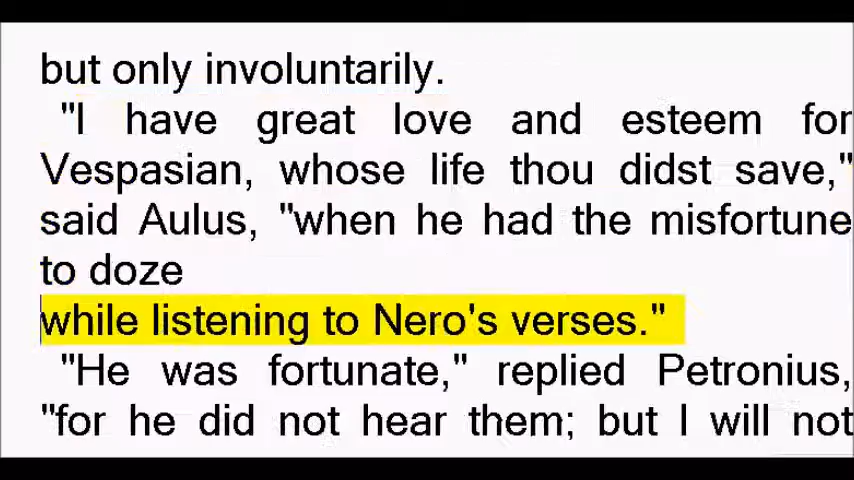 but only involuntarily.
"I have great love and esteem for
Vespasian, whose life thou didst save,"
said Aulus, "when he had the misfortune
to doze
while listening to Nero's verses."
"He was fortunate," replied Petronius,
"for he did not hear them; but I will not